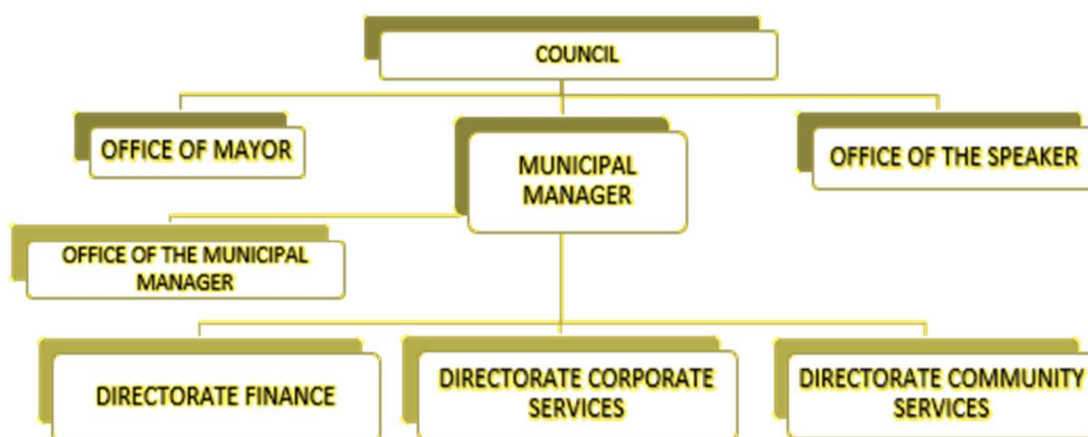 COUNCIL
OFFICE OF MAYOR
MUNICIPAL
MANAGER
OFFICE OF THE SPEAKER
OFFICE OF THE MUNICIPAL
MANAGER
DIRECTORATE FINANCE
DIRECTORATE CORPORATE
SERVICES
DIRECTORATE COMMUNITY
SERVICES